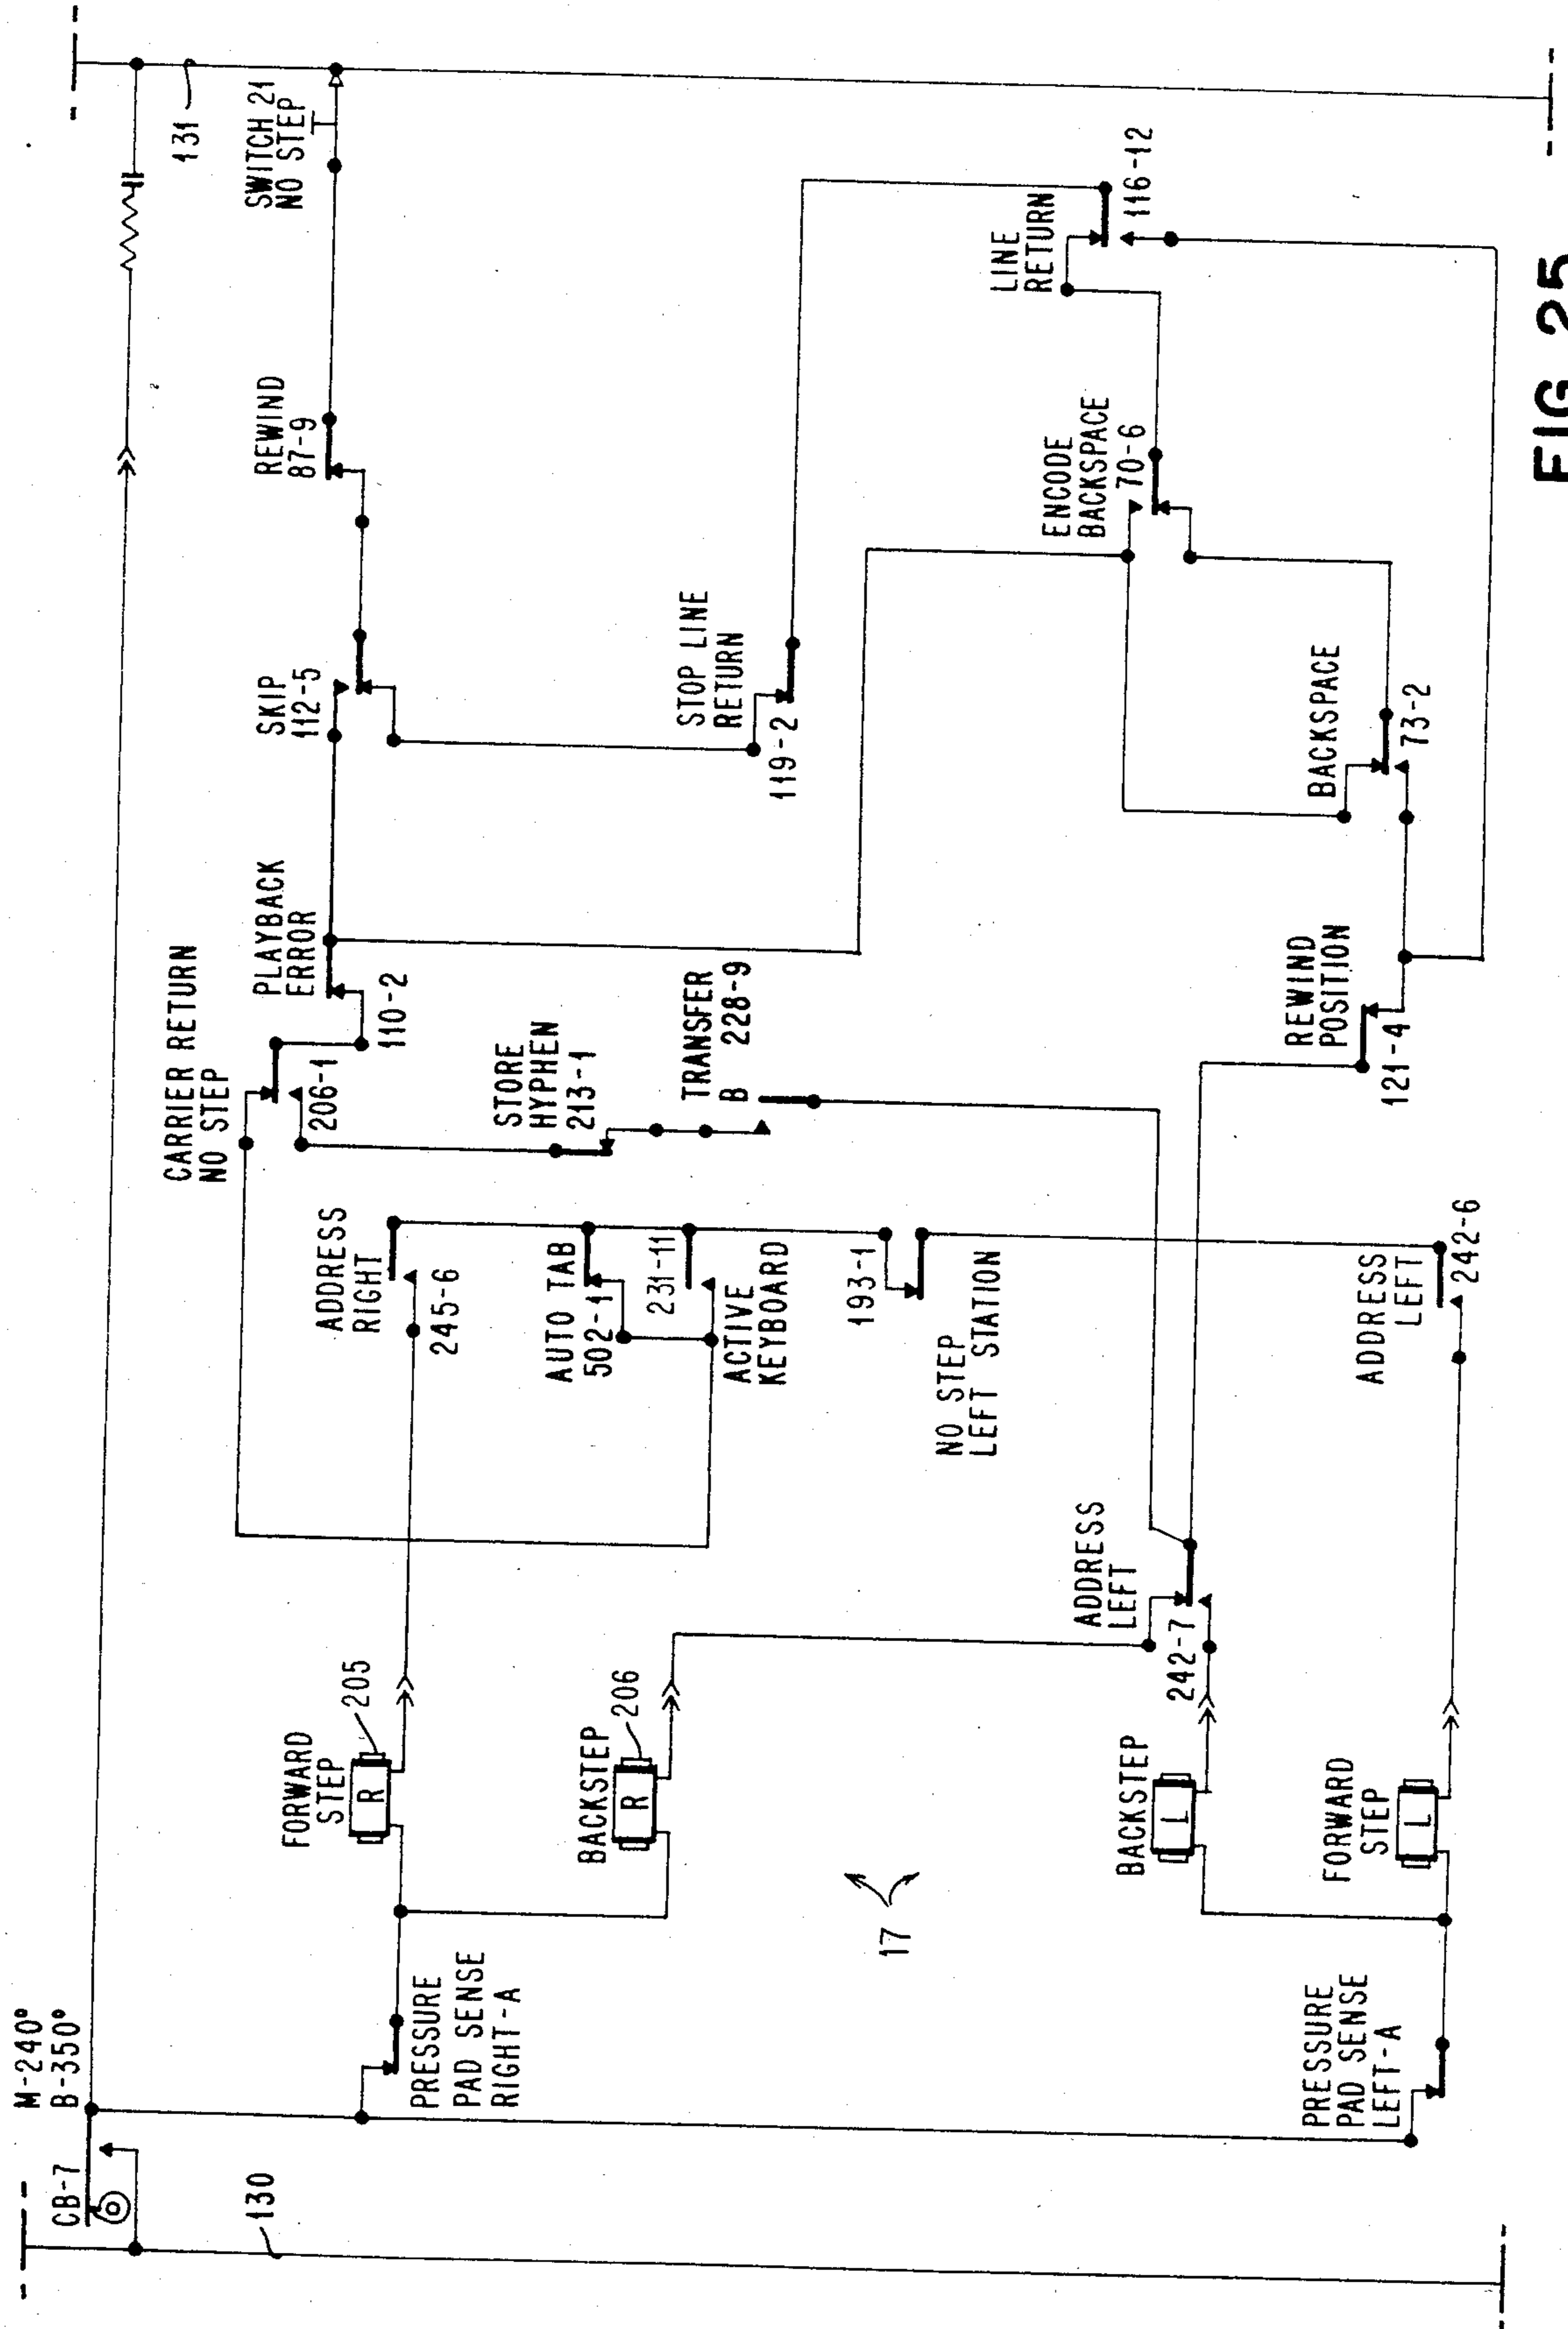 M-240°
B-350°
CB-7
130
131
SWITCH 21
NO STEP
REWIND
87-9
SKIP
112-5
PLAYBACK
ERROR
110-2
CARRIER RETURN
NO STEP
206-1
STORE
HYPHEN
213-1
TRANSFER
B 228-9
STOP LINE
RETURN
119-2
LINE
RETURN
116-12
ENCODE
BACKSPACE
70-6
BACKSPACE
73-2
REWIND
POSITION
121-4
ADDRESS
RIGHT
245-6
AUTO TAB
502-1
231-11
ACTIVE
KEYBOARD
193-1
NO STEP
LEFT STATION
ADDRESS
LEFT
242-6
ADDRESS
LEFT
242-7
FORWARD
STEP
R
205
BACKSTEP
R
206
BACKSTEP
L
FORWARD
STEP
L
17
PRESSURE
PAD SENSE
RIGHT-A
PRESSURE
PAD SENSE
LEFT-A
FIG 25